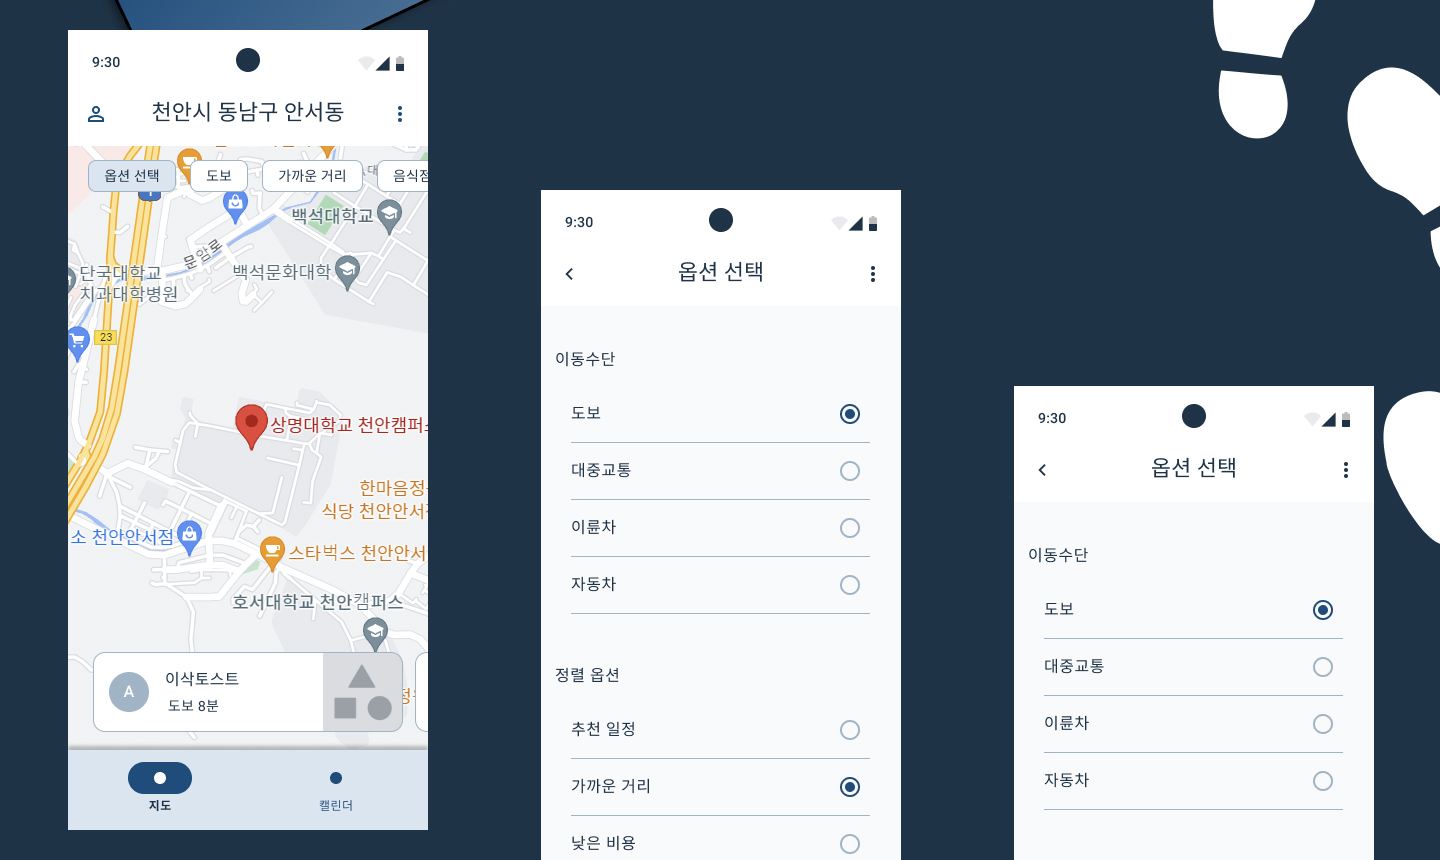 9:30
천안시 동남구 안서동
옵션 선택
도보
가까운 거리
음식점
백석대학교
문암로
백석문화대학
단국대학교
치과대학병원
23
상명대학교 천안캠퍼스
한마음정
식당 천안안서
소 천안안서점
스타벅스 천안안서
호서대학교 천안캠퍼스
A
이삭토스트
도보 8분
지도
캘린더
9:30
옵션 선택
이동수단
도보
대중교통
이륜차
자동차
정렬 옵션
추천 일정
가까운 거리
낮은 비용
9:30
옵션 선택
이동수단
도보
대중교통
이륜차
자동차